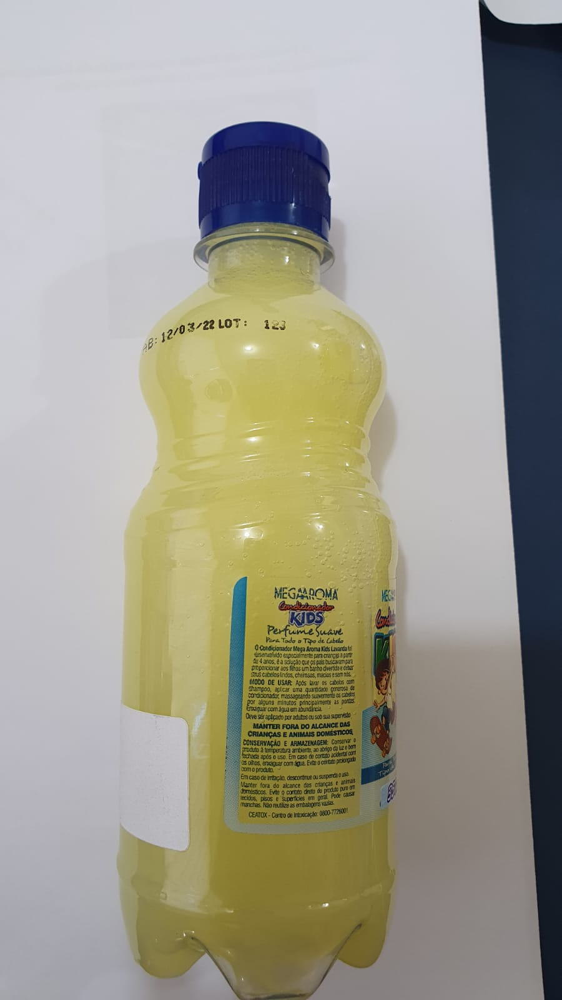 AB: 12/03/22 LOT: 123
MEGAAROMA
Condicionador
KIDS
Perfume Suave
Para Todo o Tipo de Cabelo
O Condicionador Mega Aroma Kids Lavanda foi
desenvolvido especialmente para crianças a partir
de 4 anos, é a solução que os pais buscavam para
proporcionar aos filhos um banho divertido e deixar
seus cabelos lindos, cheirosos, macios e sem nós.
MODO DE USAR: Após lavar os cabelos com
shampoo, aplicar uma quantidade generosa de
condicionador, massageando suavemente os cabelos
por alguns minutos principalmente as pontas.
Enxaguar com água em abundância.
Deve ser aplicado por adultos ou sob sua supervisão
MANTER FORA DO ALCANCE DAS
CRIANÇAS E ANIMAIS DOMÉSTICOS.
CONSERVAÇÃO E ARMAZENAGEM: Conservar o
produto à temperatura ambiente, ao abrigo da luz e bem
fechada após o uso. Em caso de contato acidental com
os olhos, enxaguar com água. Evite o contato prolongado
com o produto.
Em caso de irritação, descontinue ou suspenda o uso.
Manter fora do alcance das crianças e animais
domésticos. Evite o contato direto do produto puro em
tecidos, pisos e superfícies em geral. Pode causar
manchas. Não reutilize as embalagens vazias.
CEATOX - Centro de Intoxicação: 0800-7726001